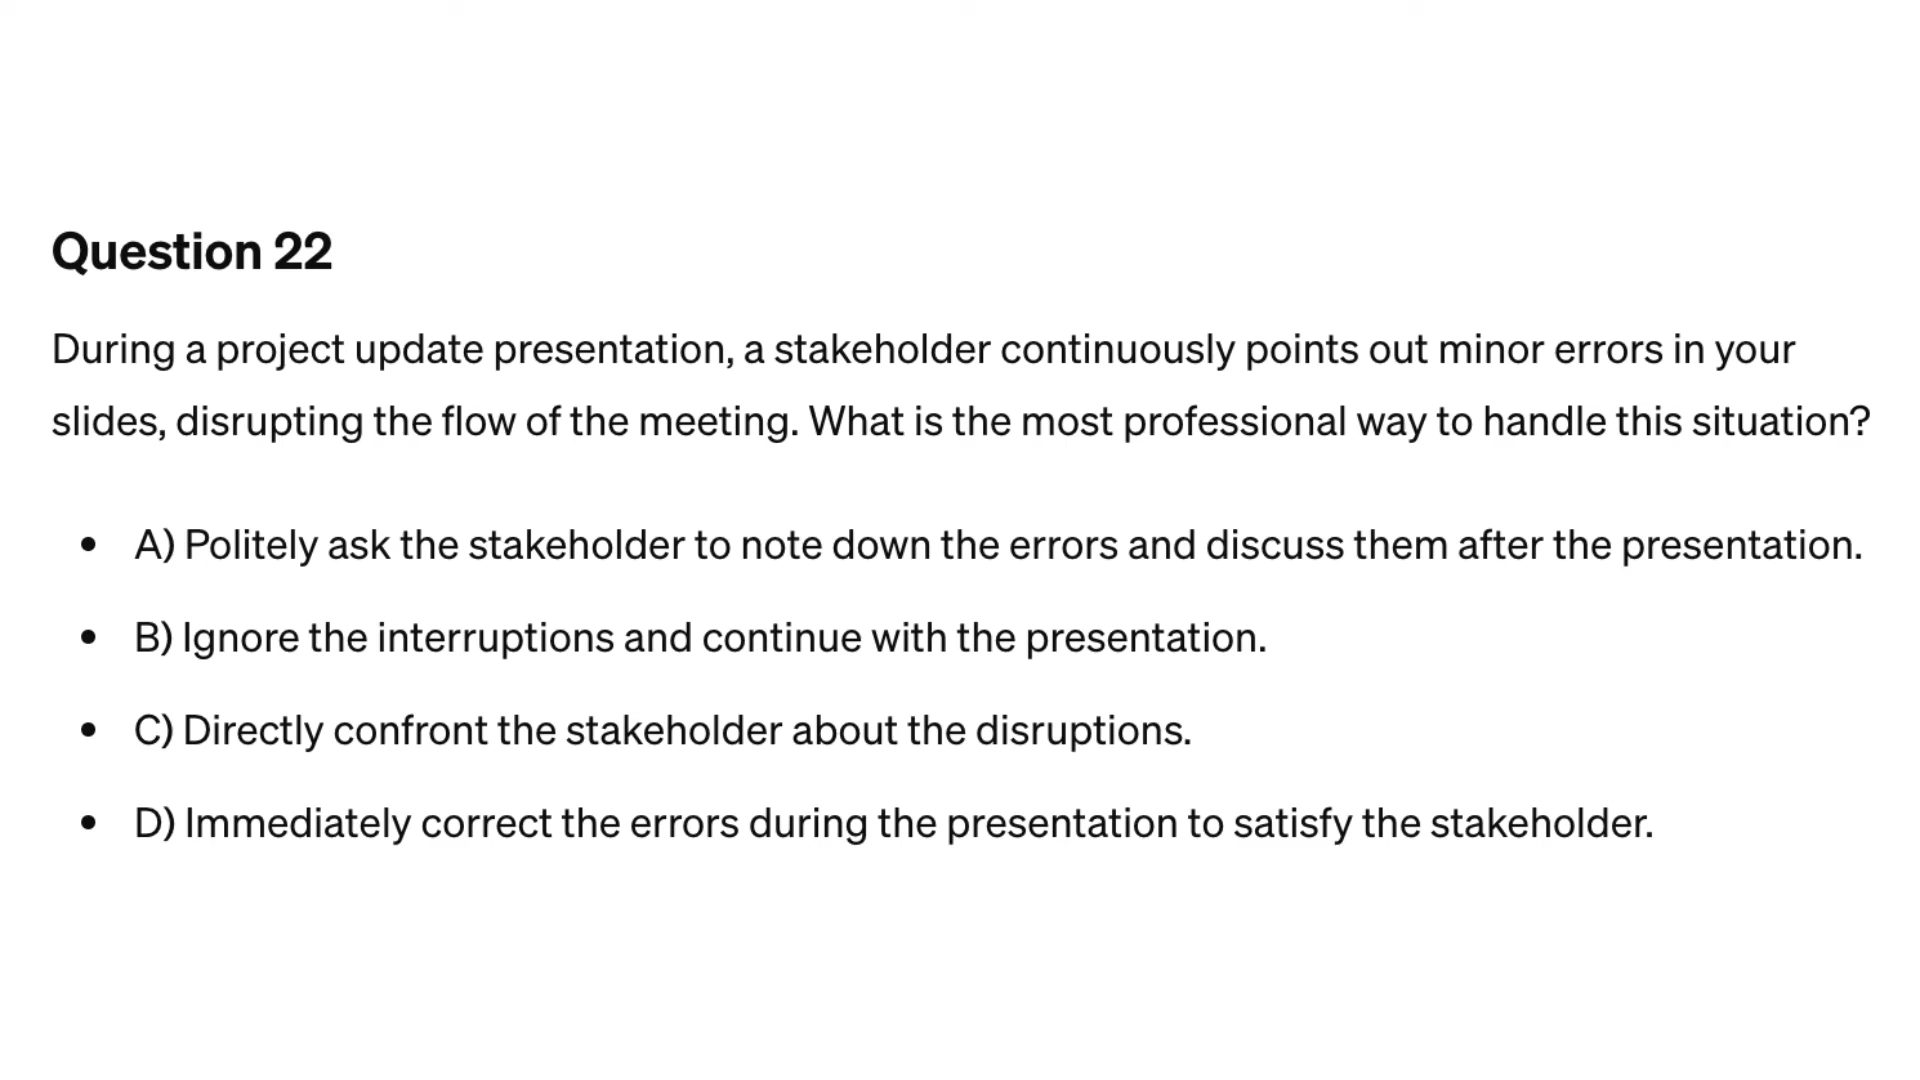 Question 22
During a project update presentation, a stakeholder continuously points out minor errors in your
slides, disrupting the flow of the meeting. What is the most professional way to handle this situation?
• A) Politely ask the stakeholder to note down the errors and discuss them after the presentation.
• B) Ignore the interruptions and continue with the presentation.
• C) Directly confront the stakeholder about the disruptions.
• D) Immediately correct the errors during the presentation to satisfy the stakeholder.